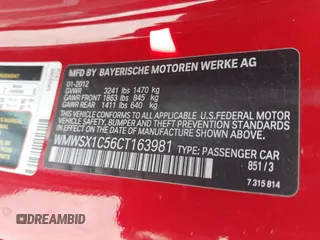 MFD BY BAYERISCHE MOTOREN WERKE AG
01-2012
GVWR 3241 lbs 1470 kg
GAWR FRONT 1863 lbs 845 kg
GAWR REAR 1411 lbs 640 kg
THIS VEHICLE CONFORMS TO ALL APPLICABLE U.S. FEDERAL MOTOR
VEHICLE SAFETY, BUMPER, AND THEFT PREVENTION STANDARDS
IN EFFECT ON THE DATE OF MANUFACTURE SHOWN ABOVE.
WMWSX1C56CT163981 TYPE: PASSENGER CAR
851 / 3
7 315 814
DREAMBID